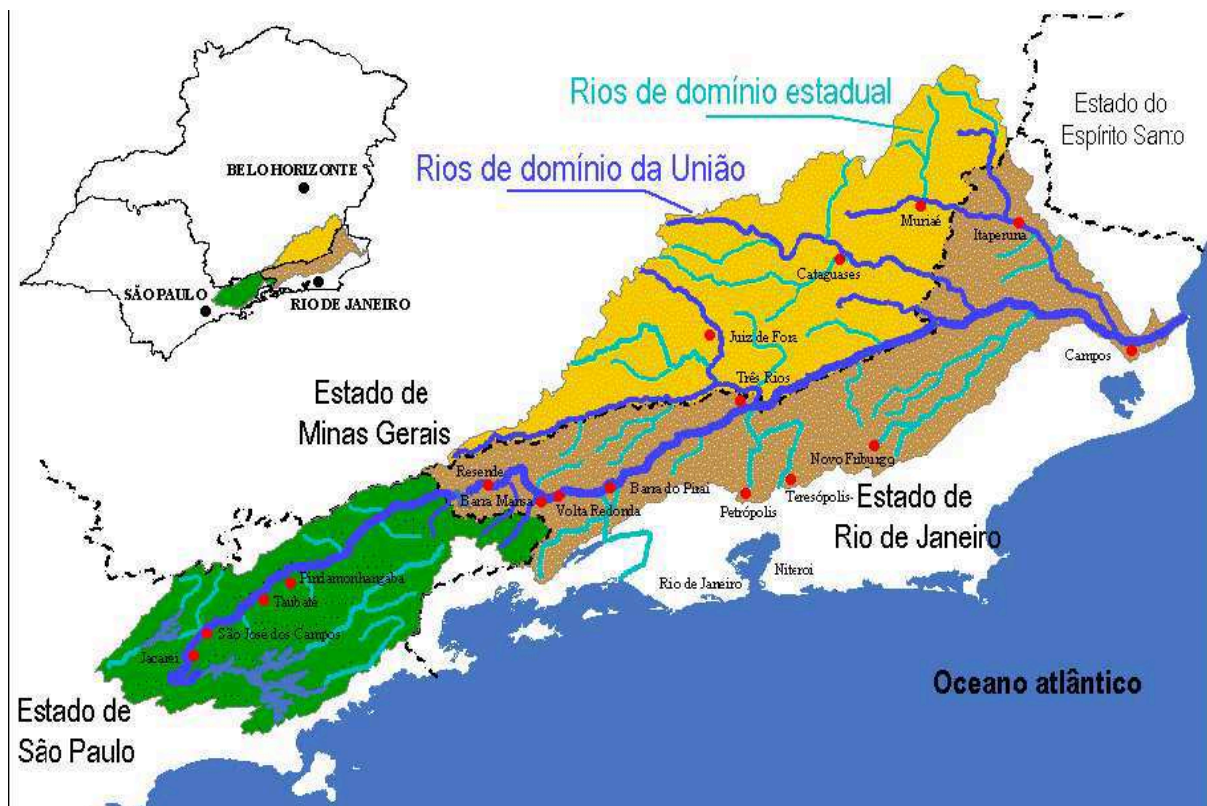 Rios de domínio estadual
Estado do
Espírito Santo
Rios de domínio da União
BELO HORIZONTE
SÃO PAULO
RIO DE JANEIRO
Muriaé
Itaperuna
Cataguases
Juiz de Fora
Campos
Três Rios
Estado de
Minas Gerais
Novo Friburgo
Resende
Barra Mansa
Volta Redonda
Barra do Piraí
Petrópolis
Teresópolis
Estado de
Rio de Janeiro
Rio de Janeiro
Niteroi
Pindamonhangaba
Taubaté
São José dos Campos
Jacareí
Oceano atlântico
Estado de
São Paulo